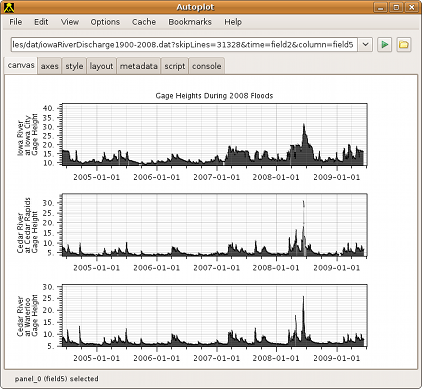 Autoplot
File Edit View Options Cache Bookmarks Help
les/dat/iowaRiverDischarge1900-2008.dat?skipLines=31328&time=field2&column=field5
canvas axes style layout metadata script console
Gage Heights During 2008 Floods
Iowa River
at Iowa City
Gage Height
40.
35.
30.
25.
20.
15.
10.
2005-01-01 2006-01-01 2007-01-01 2008-01-01 2009-01-01
Cedar River
at Cedar Rapids
Gage Height
30.
25.
20.
15.
10.
5.
2005-01-01 2006-01-01 2007-01-01 2008-01-01 2009-01-01
Cedar River
at Waterloo
Gage Height
30.
25.
20.
15.
10.
5.
2005-01-01 2006-01-01 2007-01-01 2008-01-01 2009-01-01
panel_0 (field5) selected